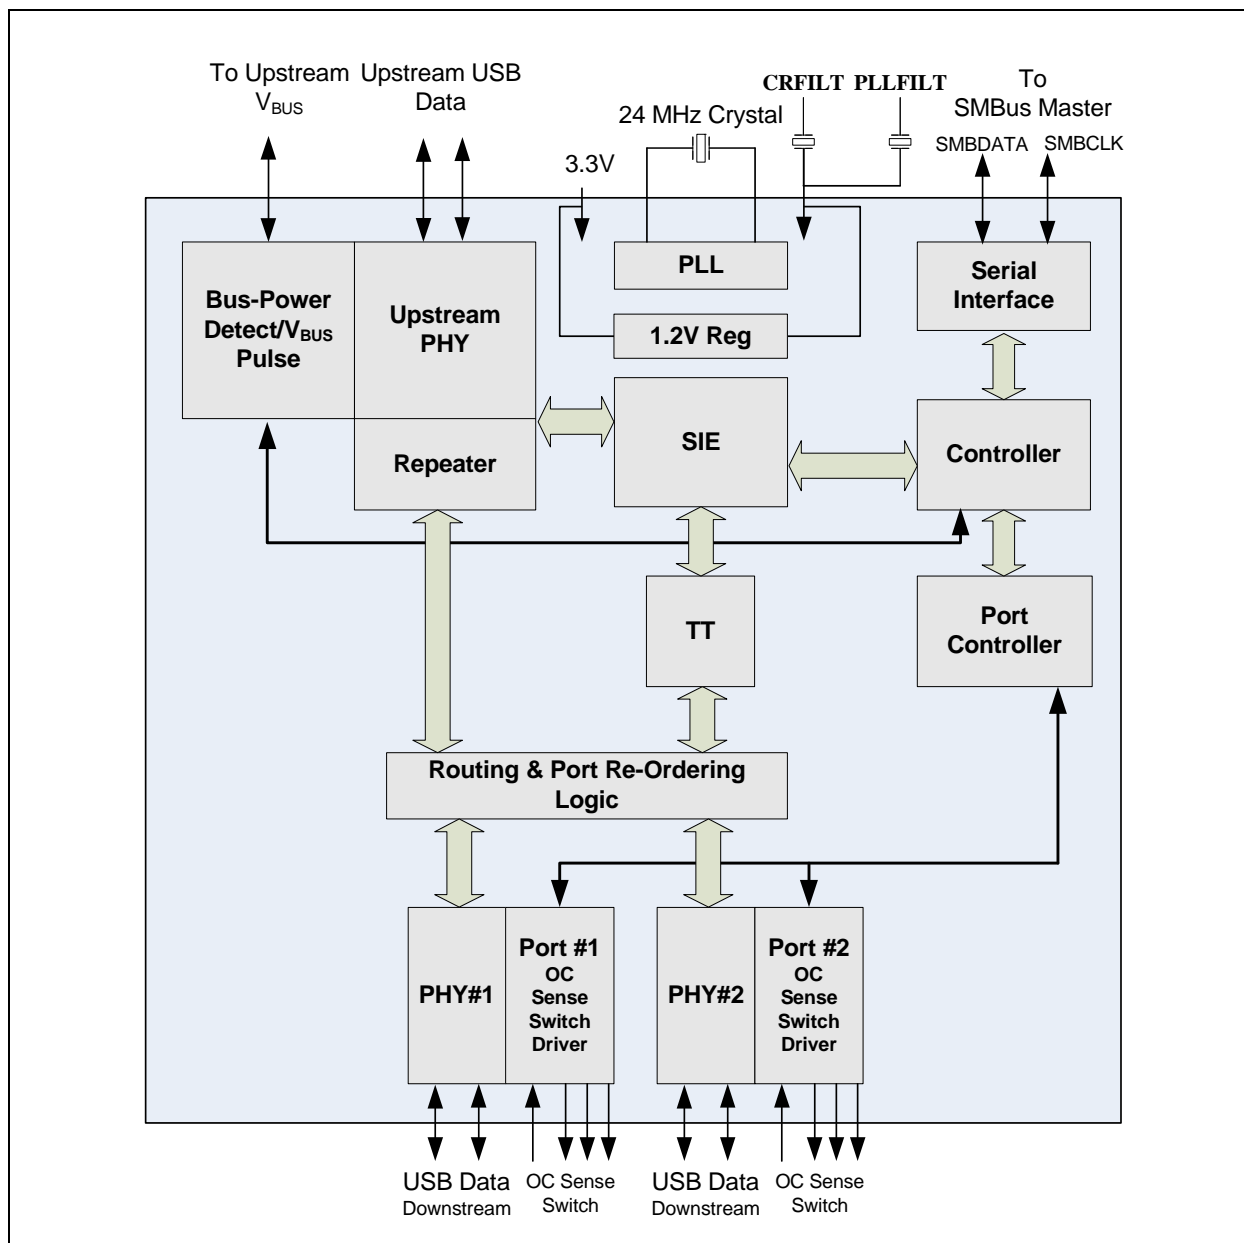 To Upstream
VBUS
Upstream USB
Data
3.3V
24 MHz Crystal
CRFILT PLLFILT
To
SMBus Master
SMBDATA SMBCLK
Bus-Power
Detect/VBUS
Pulse
Upstream
PHY
Repeater
PLL
1.2V Reg
SIE
Serial
Interface
Controller
TT
Port
Controller
Routing & Port Re-Ordering
Logic
PHY#1
Port #1
OC
Sense
Switch
Driver
PHY#2
Port #2
OC
Sense
Switch
Driver
USB Data
Downstream
OC Sense
Switch
USB Data
Downstream
OC Sense
Switch